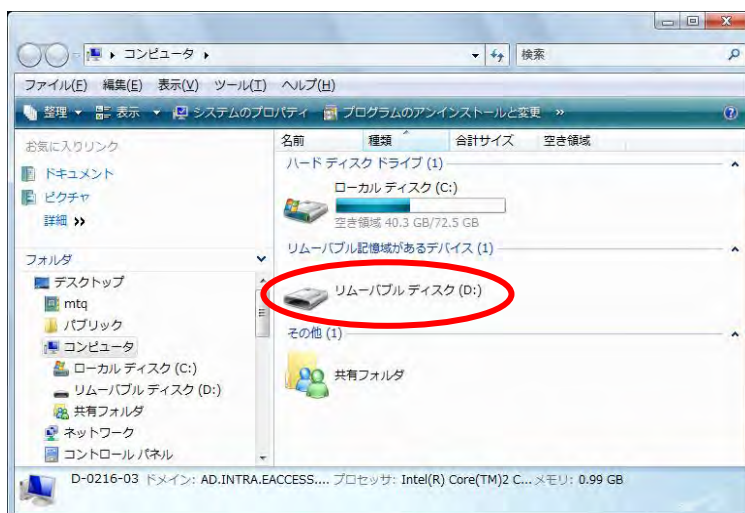 コンピュータ
検索
ファイル(F) 編集(E) 表示(V) ツール(T) ヘルプ(H)
整理 表示 システムのプロパティ プログラムのアンインストールと変更 »
お気に入りリンク
ドキュメント
ピクチャ
詳細 »
フォルダ
デスクトップ
mtq
パブリック
コンピュータ
ローカル ディスク (C:)
リムーバブル ディスク (D:)
共有フォルダ
ネットワーク
コントロール パネル
名前 種類 合計サイズ 空き領域
ハード ディスク ドライブ (1)
ローカル ディスク (C:)
空き領域 40.3 GB/72.5 GB
リムーバブル記憶域があるデバイス (1)
リムーバブル ディスク (D:)
その他 (1)
共有フォルダ
D-0216-03 ドメイン: AD.INTRA.EACCESS.... プロセッサ: Intel(R) Core(TM)2 C... メモリ: 0.99 GB